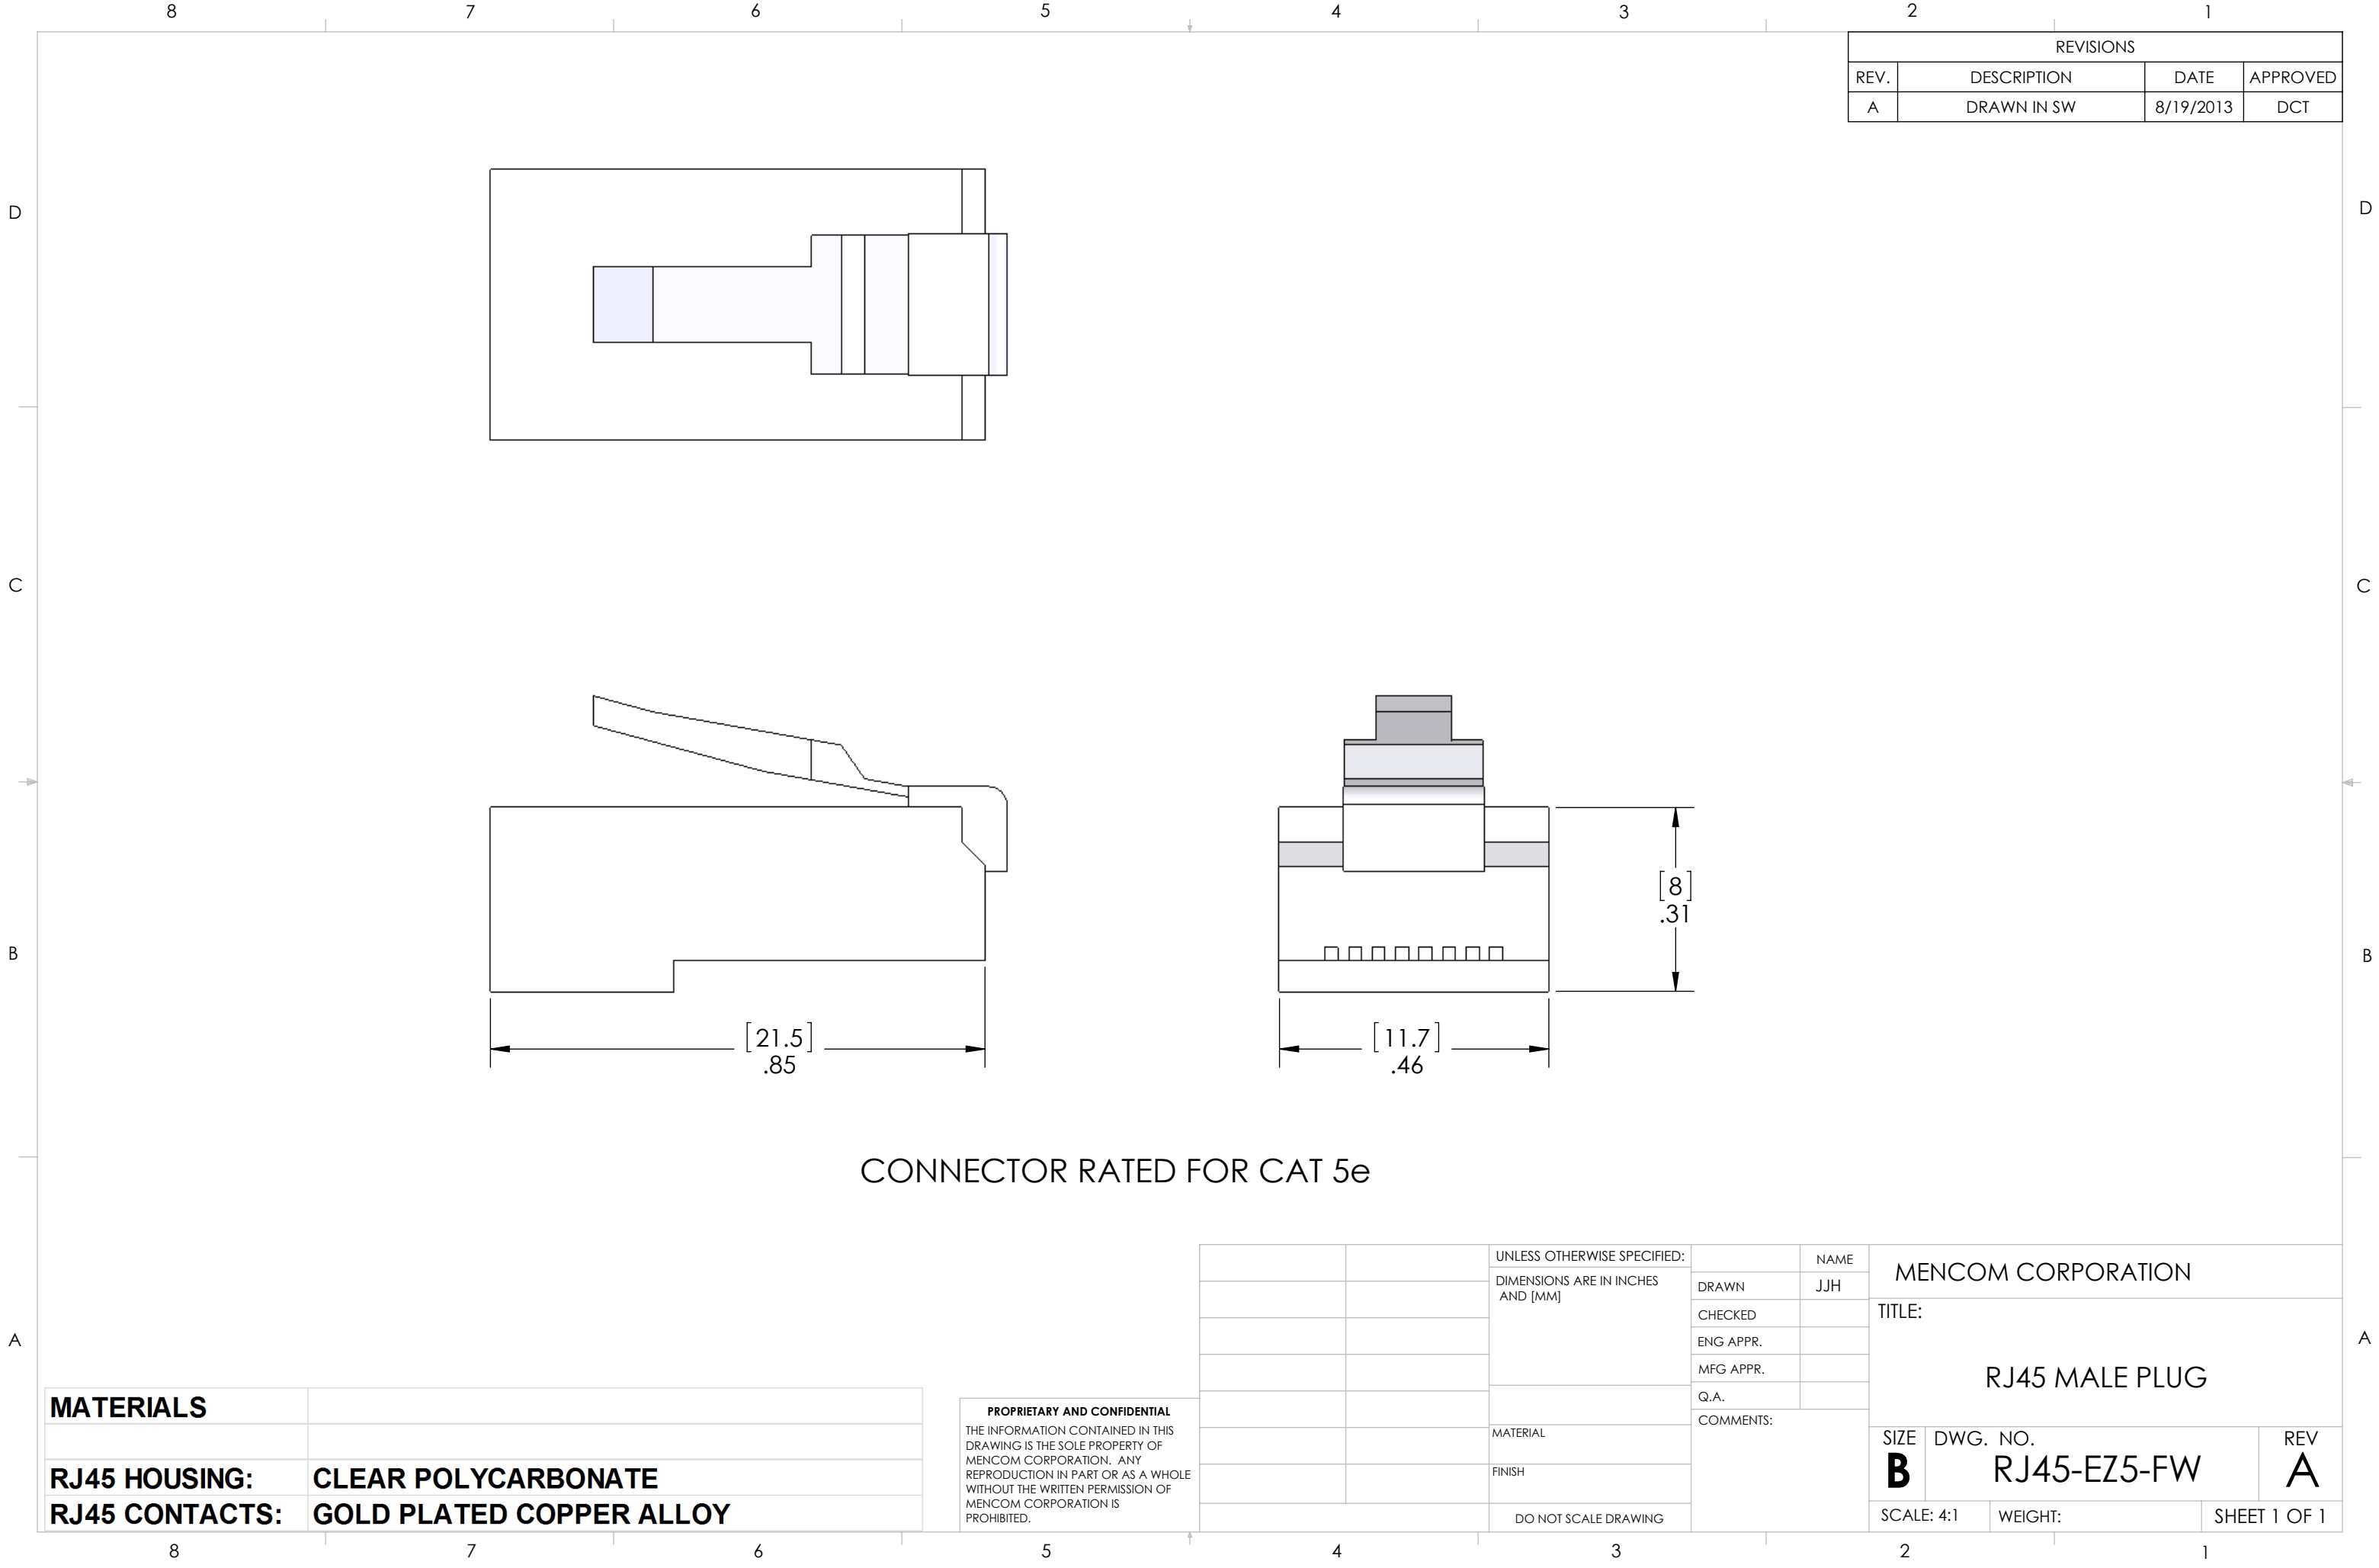 8 7 6 5 4 3 2 1
REVISIONS
REV. DESCRIPTION DATE APPROVED
A DRAWN IN SW 8/19/2013 DCT
D D
C C
[8]
.31
B B
[21.5]
.85
[11.7]
.46
CONNECTOR RATED FOR CAT 5e
A A
MATERIALS
RJ45 HOUSING: CLEAR POLYCARBONATE
RJ45 CONTACTS: GOLD PLATED COPPER ALLOY
PROPRIETARY AND CONFIDENTIAL
THE INFORMATION CONTAINED IN THIS
DRAWING IS THE SOLE PROPERTY OF
MENCOM CORPORATION. ANY
REPRODUCTION IN PART OR AS A WHOLE
WITHOUT THE WRITTEN PERMISSION OF
MENCOM CORPORATION IS
PROHIBITED.
UNLESS OTHERWISE SPECIFIED:
DIMENSIONS ARE IN INCHES
AND [MM]
MATERIAL
FINISH
DO NOT SCALE DRAWING
NAME
DRAWN JJH
CHECKED
ENG APPR.
MFG APPR.
Q.A.
COMMENTS:
MENCOM CORPORATION
TITLE:
RJ45 MALE PLUG
SIZE DWG. NO. REV
B RJ45-EZ5-FW A
SCALE: 4:1 WEIGHT: SHEET 1 OF 1
8 7 6 5 4 3 2 1